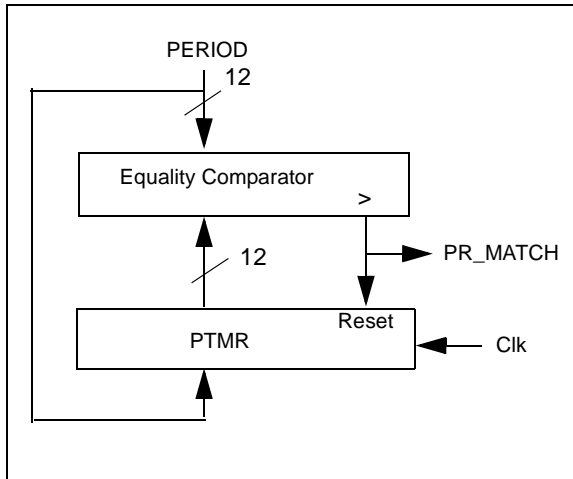 PERIOD
12
Equality Comparator
>
12
PR_MATCH
Reset
PTMR
Clk